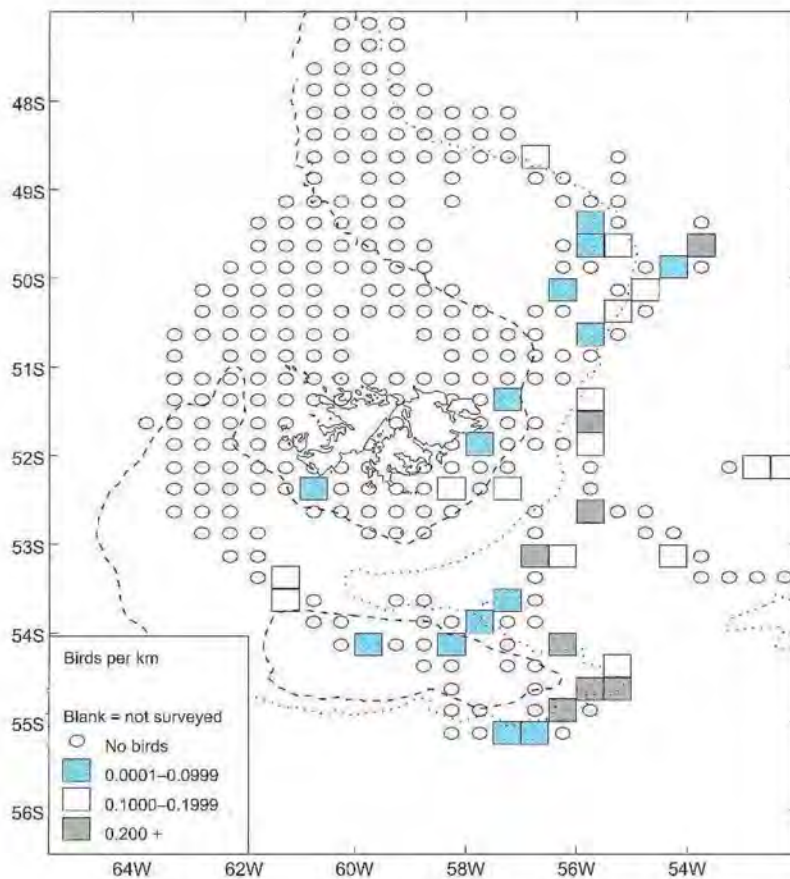 48S
49S
50S
51S
52S
53S
54S
55S
56S
Birds per km
Blank = not surveyed
No birds
0.0001–0.0999
0.1000–0.1999
0.200 +
64W 62W 60W 58W 56W 54W